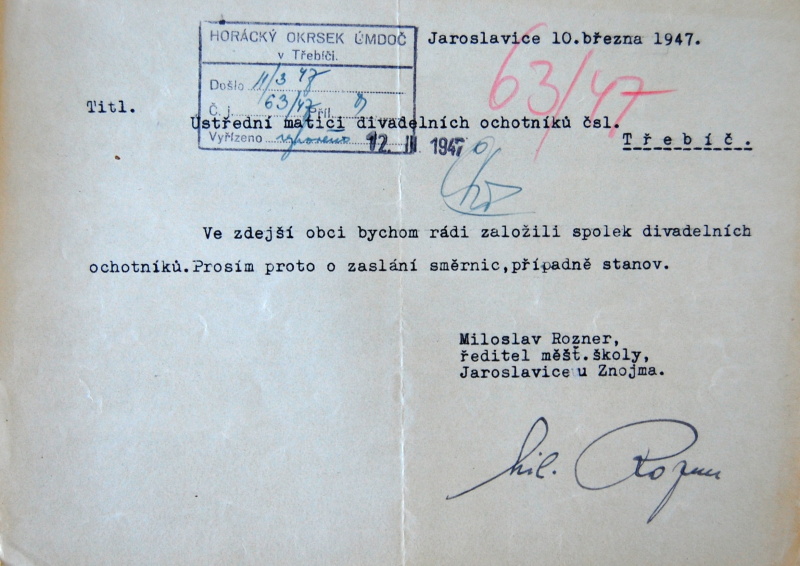 HORÁCKÝ OKRSEK ÚMDOČ
v Třebíči.
Došlo 11/3 47
Č. j. 63/47 Příl.
Vyřízeno vyřízeno 12. III 1947
Jaroslavice 10.března 1947.
63/47
Titl.
Ústřední matici divadelních ochotníků čsl.
Třebíč.
Ve zdejší obci bychom rádi založili spolek divadelních
ochotníků.Prosím proto o zaslání směrnic,případně stanov.
Miloslav Rozner,
ředitel měšť.školy,
Jaroslavice u Znojma.
Mil. Rozner